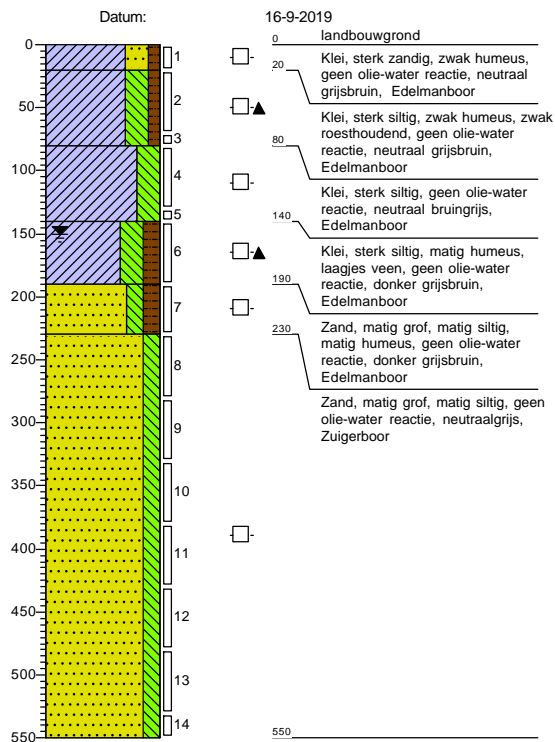 Datum: 16-9-2019
0
50
100
150
200
250
300
350
400
450
500
550
1
2
3
4
5
6
7
8
9
10
11
12
13
14
0 landbouwgrond
Klei, sterk zandig, zwak humeus,
geen olie-water reactie, neutraal
grijsbruin, Edelmanboor
20
Klei, sterk siltig, zwak humeus, zwak
roesthoudend, geen olie-water
reactie, neutraal grijsbruin,
Edelmanboor
80
Klei, sterk siltig, geen olie-water
reactie, neutraal bruingrijs,
Edelmanboor
140
Klei, sterk siltig, matig humeus,
laagjes veen, geen olie-water
reactie, donker grijsbruin,
Edelmanboor
190
Zand, matig grof, matig siltig,
matig humeus, geen olie-water
reactie, donker grijsbruin,
Edelmanboor
230
Zand, matig grof, matig siltig, geen
olie-water reactie, neutraalgrijs,
Zuigerboor
550